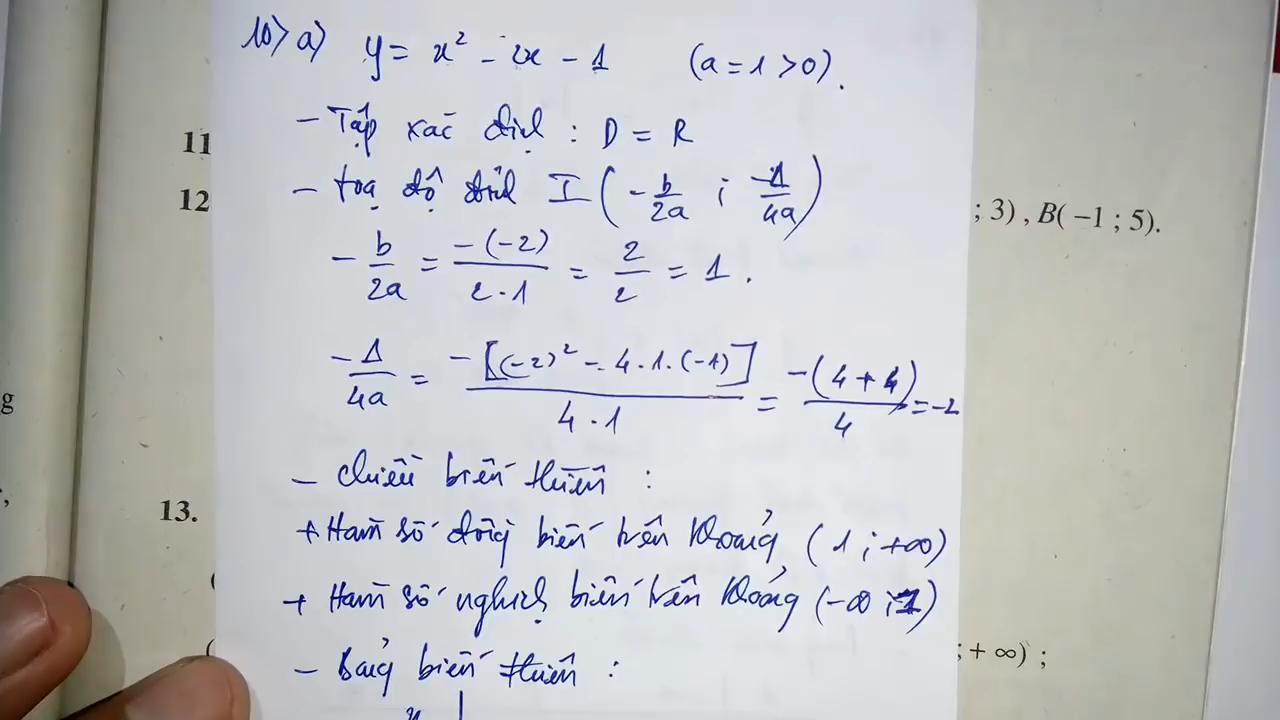 10> a) y = x² - 2x - 1 (a = 1 > 0).
- Tập xác định : D = R
11
- toạ độ đỉnh I ( -b/2a ; -Δ/4a )
12
; 3) , B( −1 ; 5).
- b/2a = -(-2)/2·1 = 2/2 = 1.
-Δ/4a = -[(-2)² - 4·1·(-1)]/4·1 = -(4+4)/4 = -2
g
- chiều biến thiên :
13.
+ Hàm số đồng biến trên khoảng (1 ; +∞)
+ Hàm số nghịch biến trên khoảng (-∞ ; 1)
; + ∞) ;
- Bảng biến thiên :
x